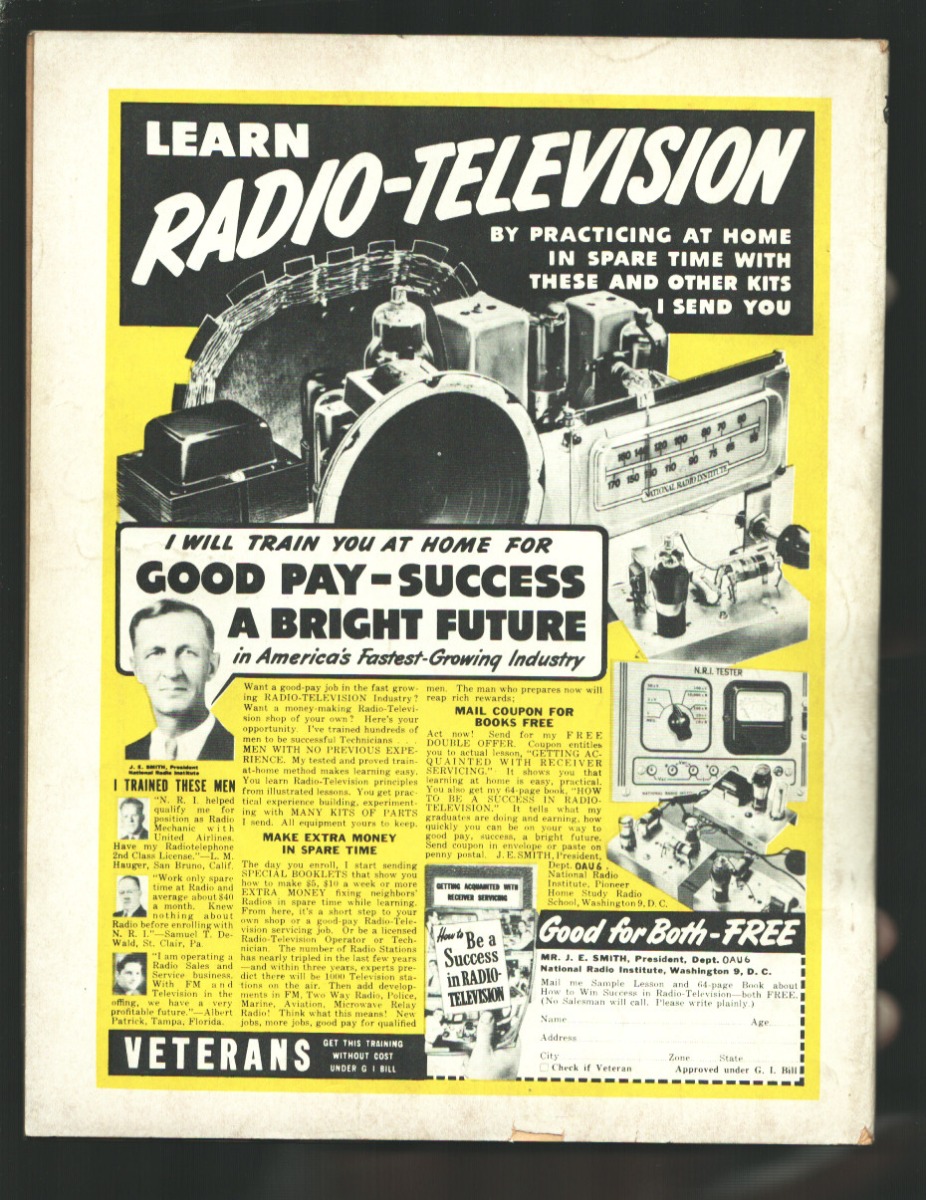 LEARN
RADIO-TELEVISION
BY PRACTICING AT HOME
IN SPARE TIME WITH
THESE AND OTHER KITS
I SEND YOU
NATIONAL RADIO INSTITUTE
I WILL TRAIN YOU AT HOME FOR
GOOD PAY-SUCCESS
A BRIGHT FUTURE
in America's Fastest-Growing Industry
J. E. SMITH, President
National Radio Institute
I TRAINED THESE MEN
"N. R. I. helped
qualify me for
position as Radio
Mechanic with
United Airlines.
Have my Radiotelephone
2nd Class License."—L. M.
Hauger, San Bruno, Calif.
"Work only spare
time at Radio and
average about $40
a month. Knew
nothing about
Radio before enrolling with
N. R. I."—Samuel T. De-
Wald, St. Clair, Pa.
"I am operating a
Radio Sales and
Service business.
With FM and
Television in the
offing, we have a very
profitable future."—Albert
Patrick, Tampa, Florida.
Want a good-pay job in the fast grow-
ing RADIO-TELEVISION Industry?
Want a money-making Radio-Televi-
sion shop of your own? Here's your
opportunity. I've trained hundreds of
men to be successful Technicians . . .
MEN WITH NO PREVIOUS EXPE-
RIENCE. My tested and proved train-
at-home method makes learning easy.
You learn Radio-Television principles
from illustrated lessons. You get prac-
tical experience building, experiment-
ing with MANY KITS OF PARTS
I send. All equipment yours to keep.
MAKE EXTRA MONEY
IN SPARE TIME
The day you enroll, I start sending
SPECIAL BOOKLETS that show you
how to make $5, $10 a week or more
EXTRA MONEY fixing neighbors'
Radios in spare time while learning.
From here, it's a short step to your
own shop or a good-pay Radio-Tele-
vision servicing job. Or be a licensed
Radio-Television Operator or Tech-
nician. The number of Radio Stations
has nearly tripled in the last few years
—and within three years, experts pre-
dict there will be 1000 Television sta-
tions on the air. Then add develop-
ments in FM, Two Way Radio, Police,
Marine, Aviation, Microwave Relay
Radio! Think what this means! New
jobs, more jobs, good pay for qualified
men. The man who prepares now will
reap rich rewards;
MAIL COUPON FOR
BOOKS FREE
Act now! Send for my FREE
DOUBLE OFFER. Coupon entitles
you to actual lesson, "GETTING AC-
QUAINTED WITH RECEIVER
SERVICING." It shows you that
learning at home is easy, practical.
You also get my 64-page book, "HOW
TO BE A SUCCESS IN RADIO-
TELEVISION." It tells what my
graduates are doing and earning, how
quickly you can be on your way to
good pay, success, a bright future.
Send coupon in envelope or paste on
penny postal. J. E. SMITH, President,
Dept. OAU6
National Radio
Institute, Pioneer
Home Study Radio
School, Washington 9, D. C.
N.R.I. TESTER
GETTING ACQUAINTED WITH
RECEIVER SERVICING
How to Be a
Success
in RADIO-
TELEVISION
VETERANS
GET THIS TRAINING
WITHOUT COST
UNDER G I BILL
Good for Both-FREE
MR. J. E. SMITH, President, Dept. OAU6
National Radio Institute, Washington 9, D. C.
Mail me Sample Lesson and 64-page Book about
How to Win Success in Radio-Television—both FREE.
(No Salesman will call. Please write plainly.)
Name Age
Address
City Zone State
Check if Veteran Approved under G. I. Bill